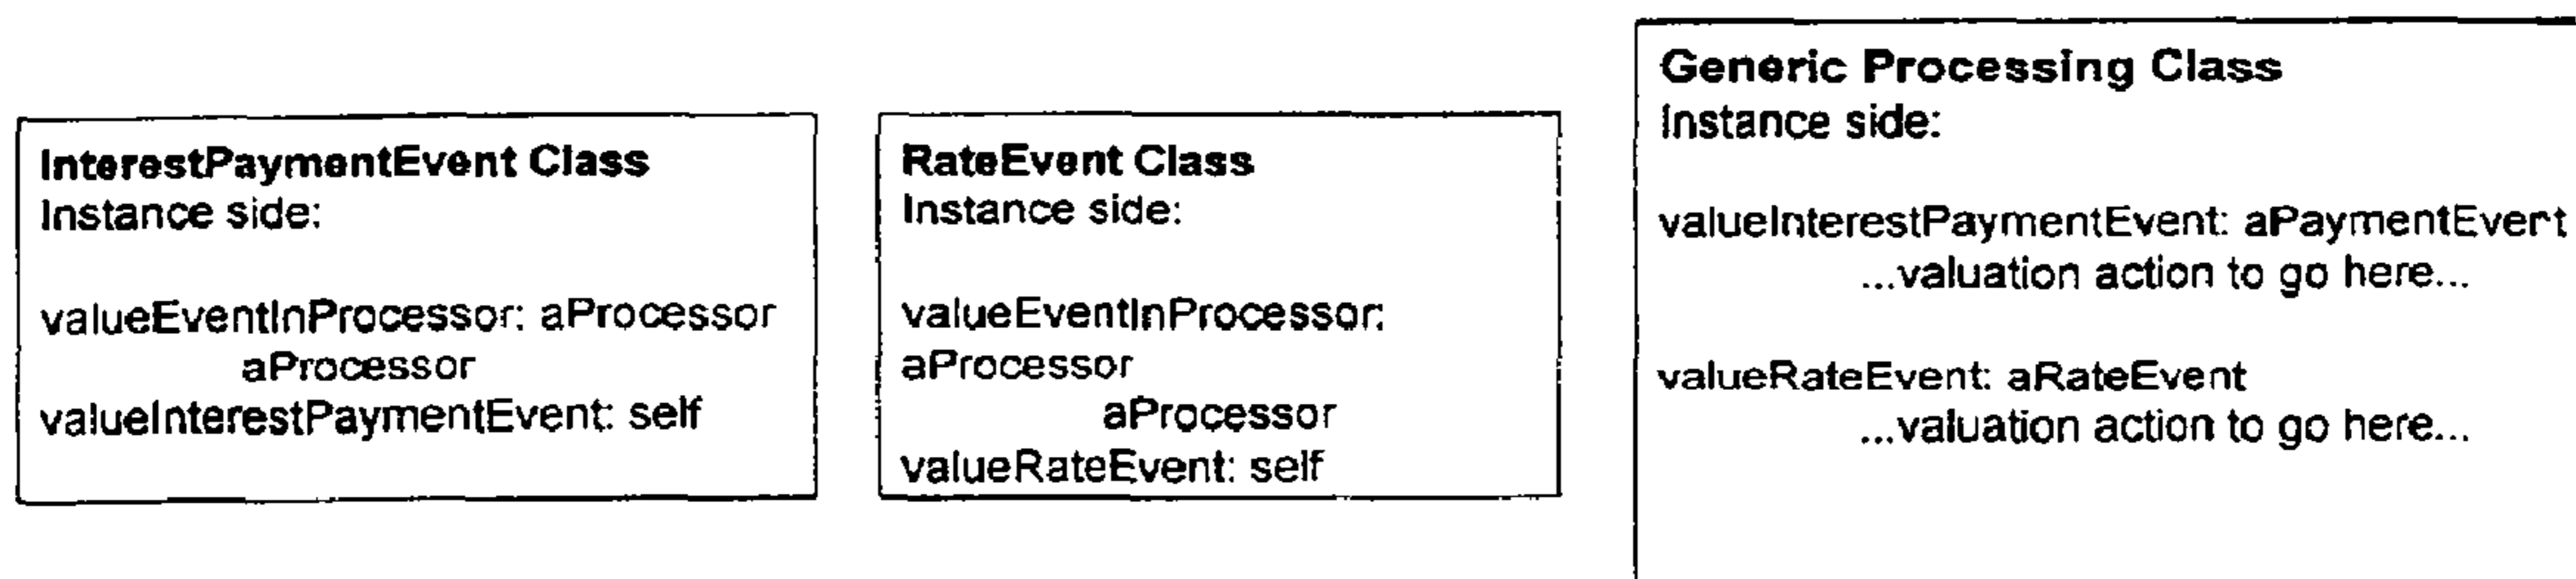 InterestPaymentEvent Class
Instance side:
valueEventInProcessor: aProcessor
aProcessor
valueInterestPaymentEvent: self
RateEvent Class
Instance side:
valueEventInProcessor:
aProcessor
aProcessor
valueRateEvent: self
Generic Processing Class
Instance side:
valueInterestPaymentEvent: aPaymentEvent
...valuation action to go here...
valueRateEvent: aRateEvent
...valuation action to go here...